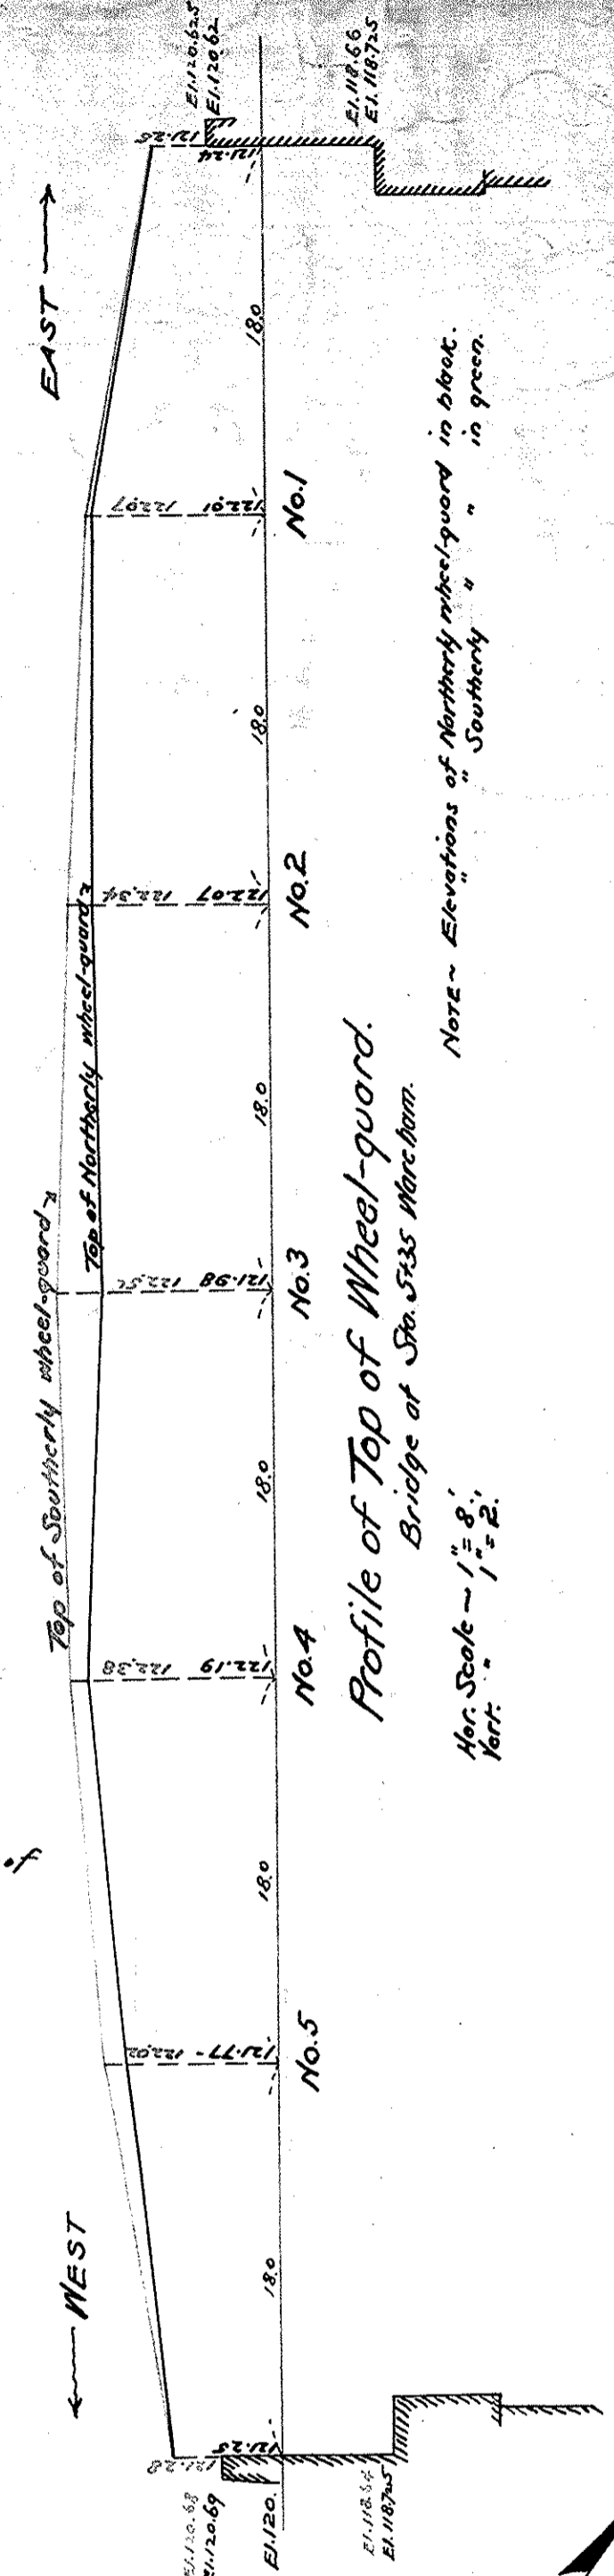 ← WEST
EAST →
Top of Southerly wheel-guard
Top of Northerly wheel-guard
El.120.68
El.120.69
121.28
121.25
122.02
121.77
122.38
122.19
121.98
122.34
122.07
122.07
122.01
121.24
El.120.625
El.120.62
El.120.
18.0
18.0
18.0
18.0
18.0
18.0
El.118.64
El.118.725
El.118.66
El.118.725
No.5
No.4
No.3
No.2
No.1
Profile of Top of Wheel-guard.
Bridge at Sta. 5+35 Wareham.
Hor. Scale ~ 1"= 8'.
Vert. " 1"= 2'.
NOTE ~ Elevations of Northerly wheel-guard in black.
" Southerly " " in green.